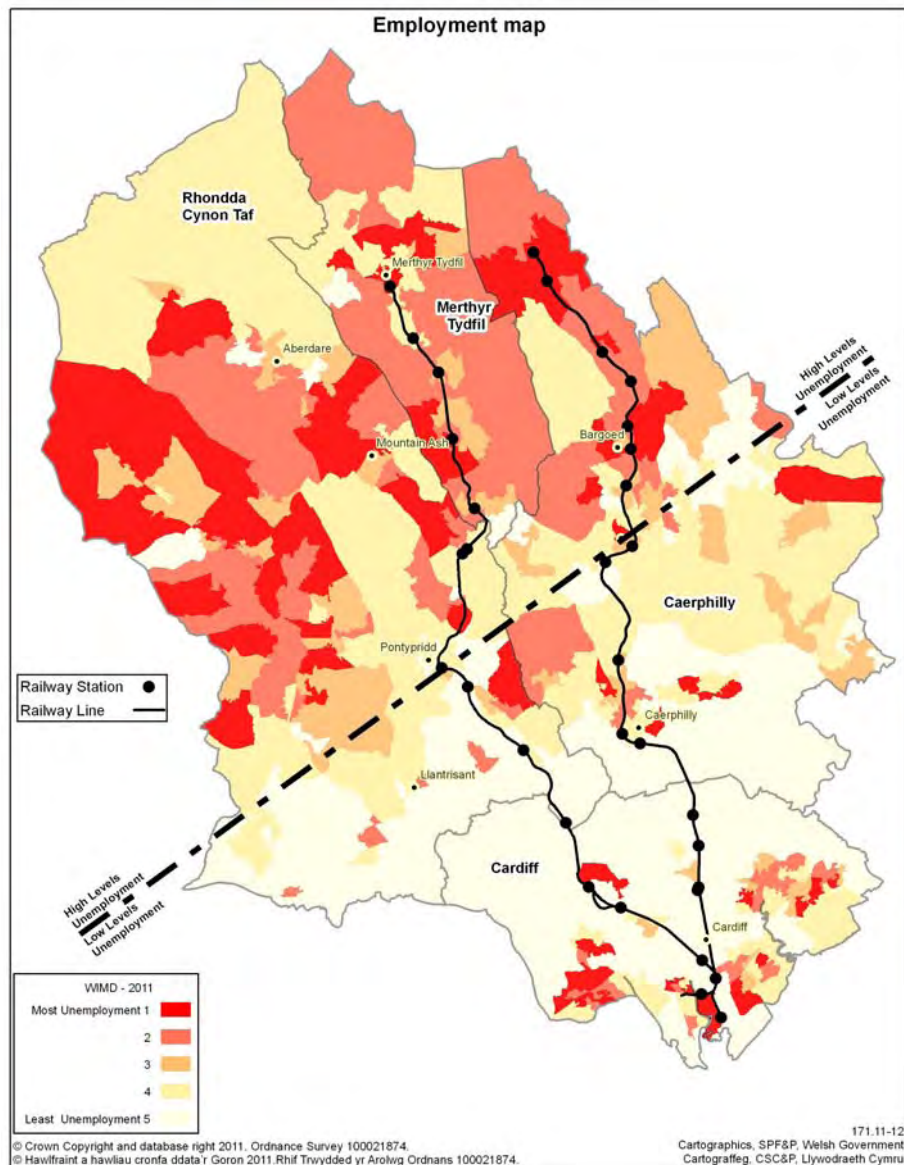 Employment map
Rhondda
Cynon Taf
Merthyr Tydfil
Merthyr
Tydfil
Aberdare
High Levels
Unemployment
Low Levels
Unemployment
Bargoed
Mountain Ash
Caerphilly
Pontypridd
Railway Station
Railway Line
Caerphilly
Llantrisant
Cardiff
High Levels
Unemployment
Low Levels
Unemployment
Cardiff
WIMD - 2011
Most Unemployment 1
2
3
4
Least Unemployment 5
171.11-12
© Crown Copyright and database right 2011. Ordnance Survey 100021874.
Cartographics, SPF&P, Welsh Government
© Hawlfraint a hawliau cronfa ddata'r Goron 2011.Rhif Trwydded yr Arolwg Ordnans 100021874.
Cartograffeg, CSC&P, Llywodraeth Cymru